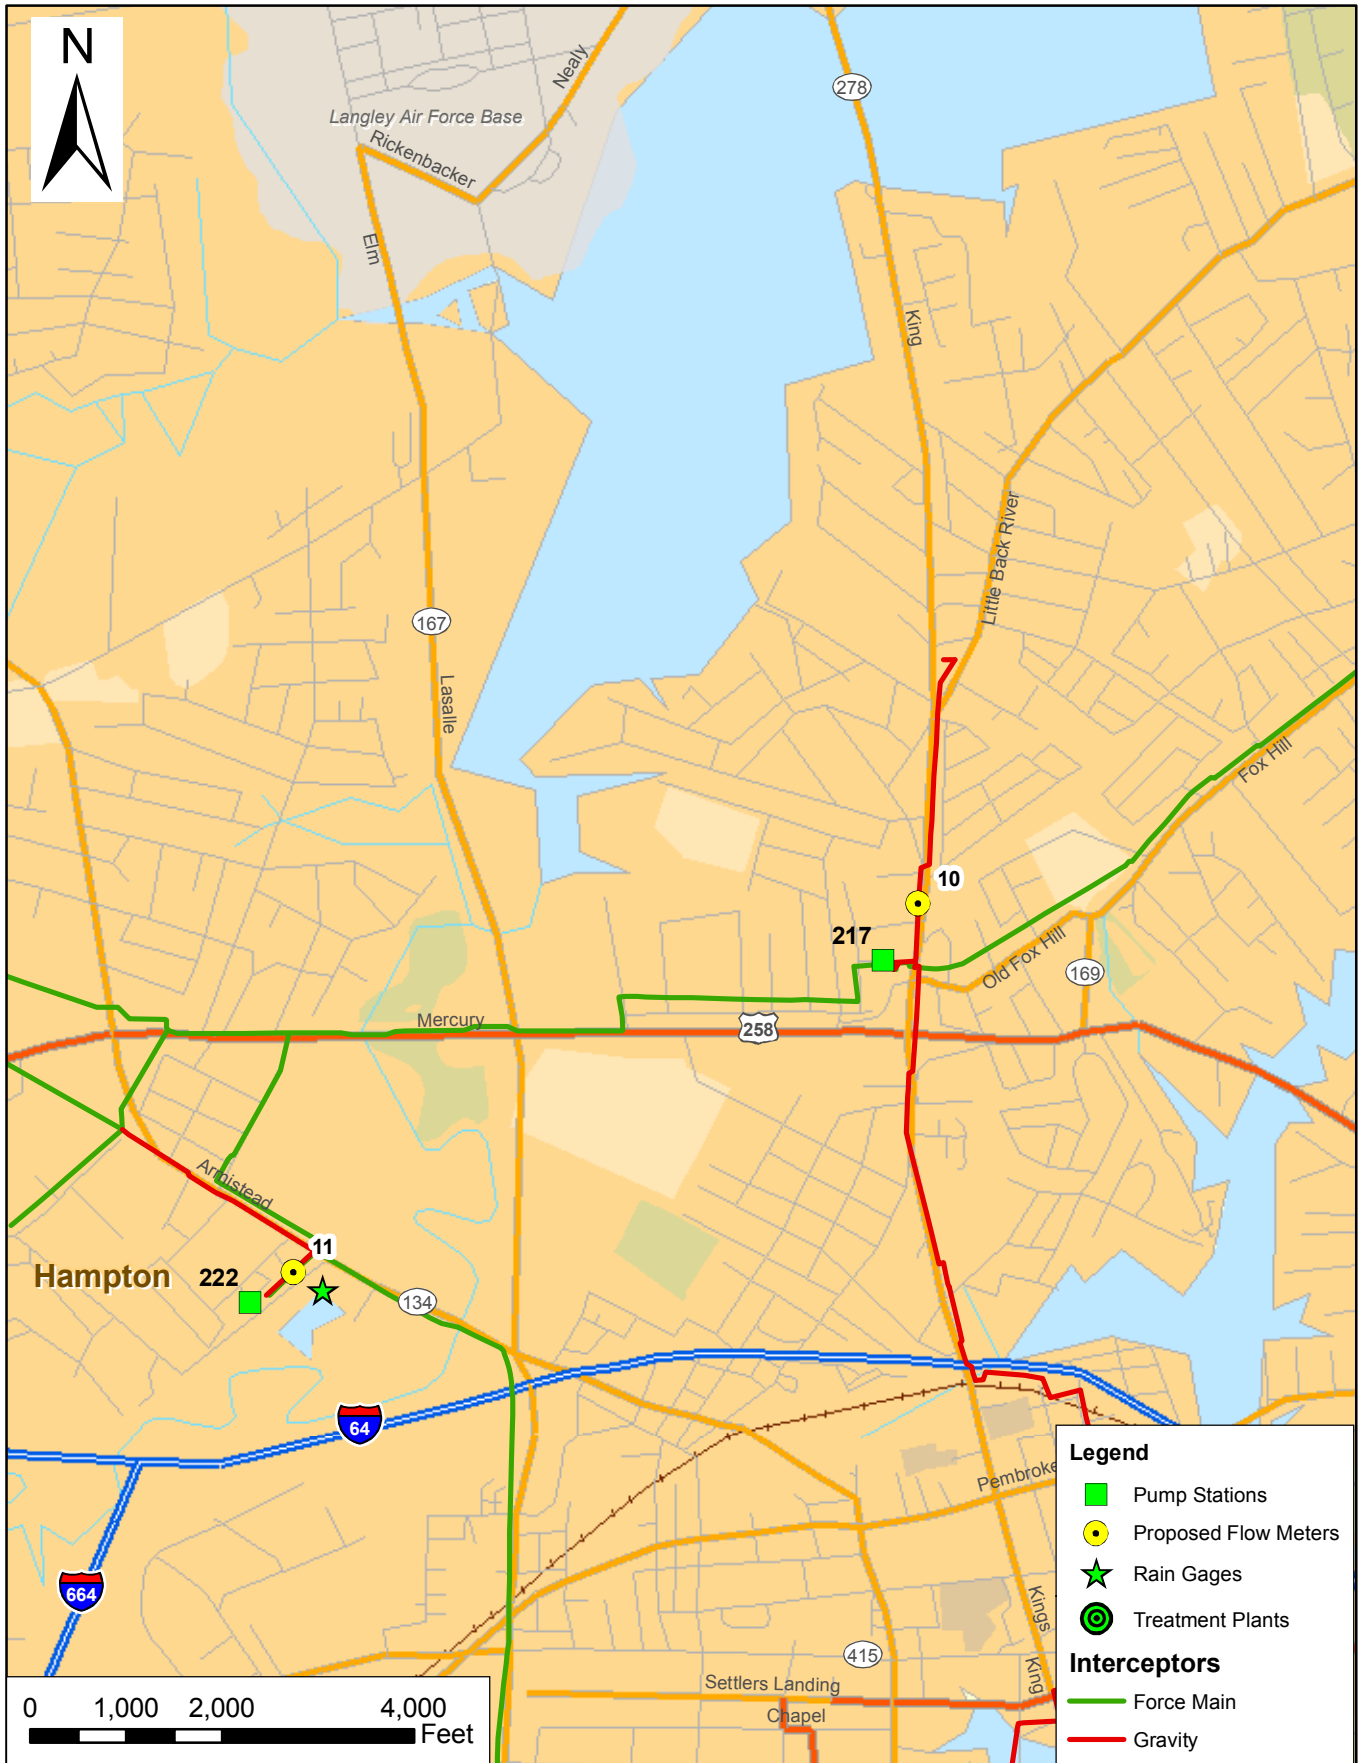 N
278
Nealy
Langley Air Force Base
Rickenbacker
Elm
King
Little Back River
167
Lasalle
Fox Hill
10
217
Old Fox Hill
169
Mercury
258
Armistead
11
Hampton
222
134
64
Pembroke
664
Kings
415
King
Settlers Landing
Chapel
Legend
Pump Stations
Proposed Flow Meters
Rain Gages
Treatment Plants
Interceptors
Force Main
Gravity
0 1,000 2,000 4,000
Feet